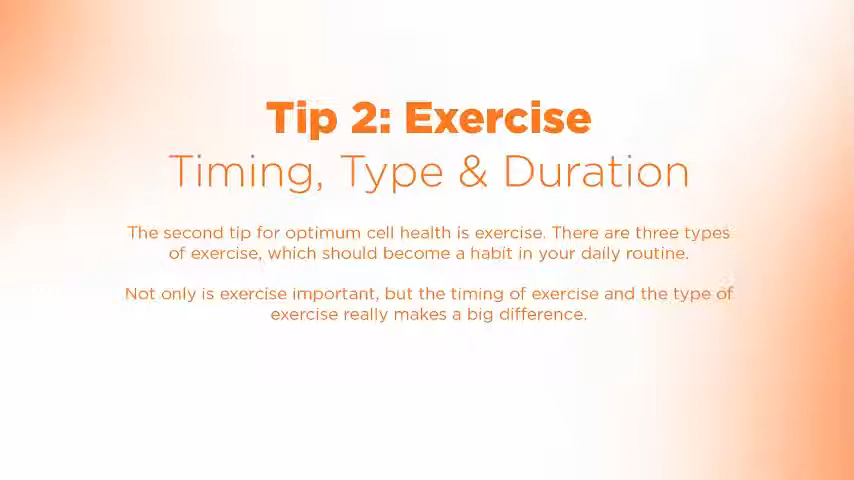 Tip 2: Exercise
Timing, Type & Duration
The second tip for optimum cell health is exercise. There are three types
of exercise, which should become a habit in your daily routine.
Not only is exercise important, but the timing of exercise and the type of
exercise really makes a big difference.